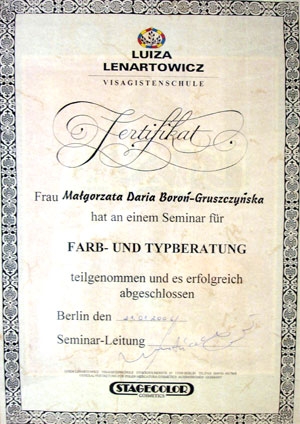 LUIZA
LENARTOWICZ
VISAGISTENSCHULE
Zertifikat
Frau Małgorzata Daria Boroń-Gruszczyńska
hat an einem Seminar für
FARB- UND TYPBERATUNG
teilgenommen und es erfolgreich
abgeschlossen
Berlin den
Seminar-Leitung
STAGECOLOR
COSMETICS